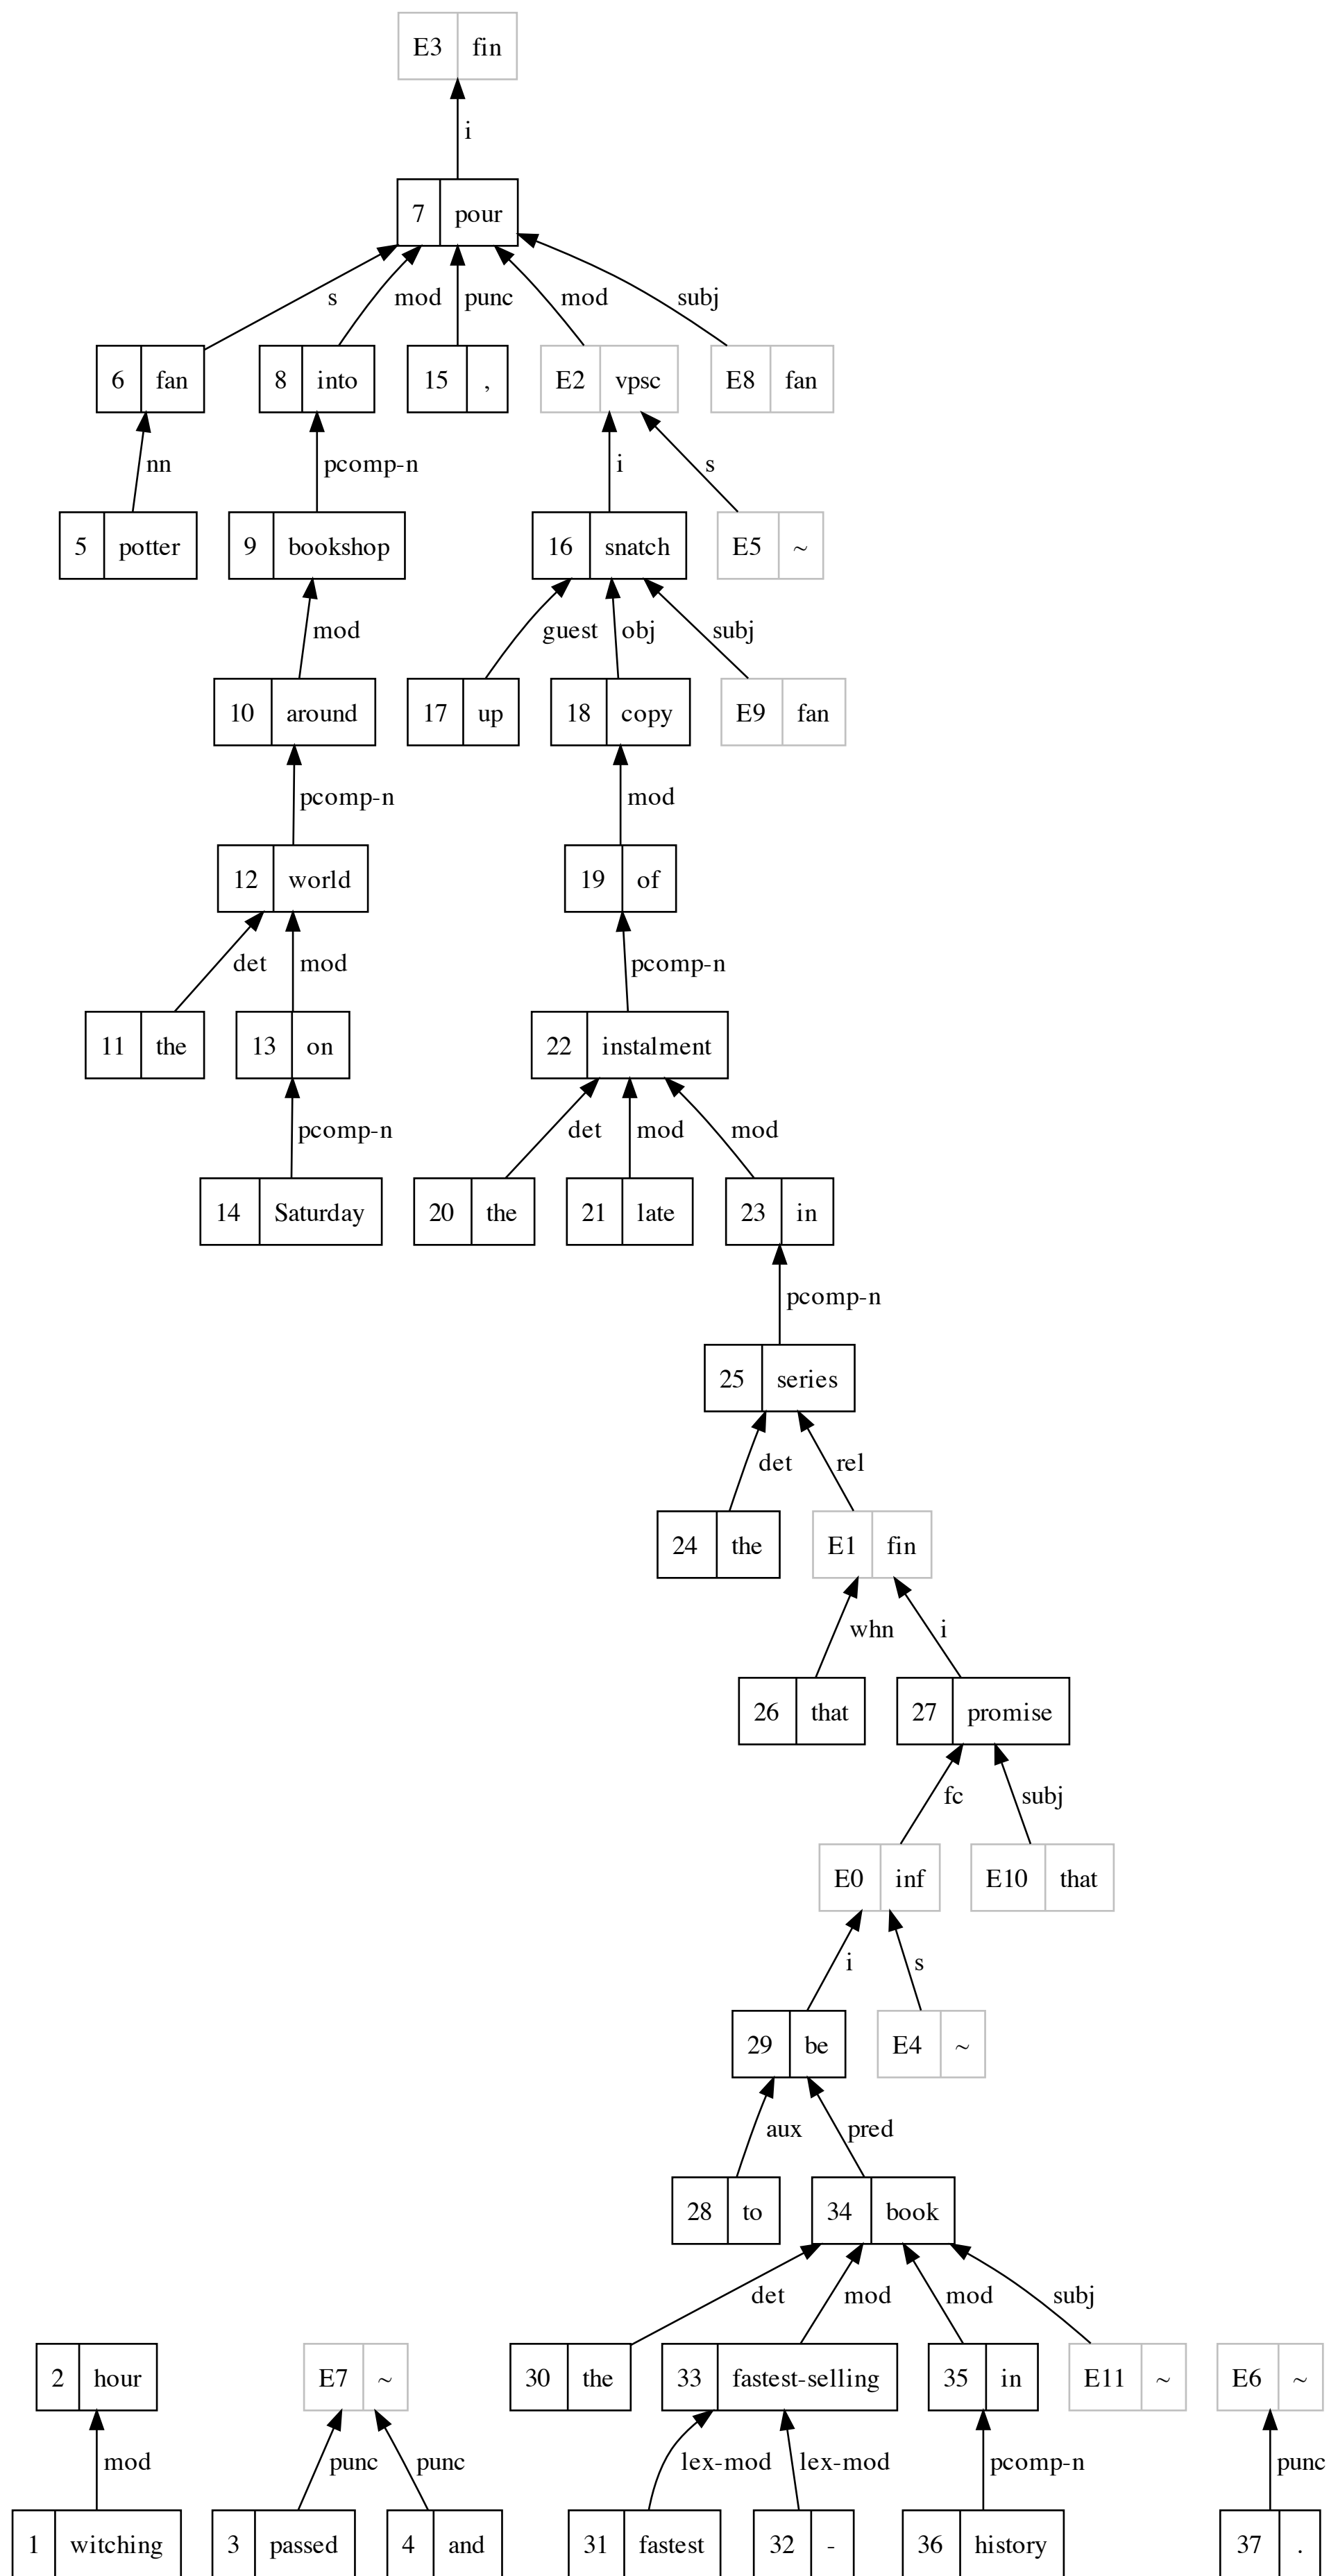 E3 fin
i
7 pour
s mod punc mod subj
6 fan 8 into 15 , E2 vpsc E8 fan
nn pcomp-n i s
5 potter 9 bookshop 16 snatch E5 ~
mod guest obj subj
10 around 17 up 18 copy E9 fan
pcomp-n mod
12 world 19 of
det mod pcomp-n
11 the 13 on 22 instalment
pcomp-n det mod mod
14 Saturday 20 the 21 late 23 in
pcomp-n
25 series
det rel
24 the E1 fin
whn i
26 that 27 promise
fc subj
E0 inf E10 that
i s
29 be E4 ~
aux pred
28 to 34 book
det mod mod subj
2 hour E7 ~ 30 the 33 fastest-selling 35 in E11 ~ E6 ~
mod punc punc lex-mod lex-mod pcomp-n punc
1 witching 3 passed 4 and 31 fastest 32 - 36 history 37 .